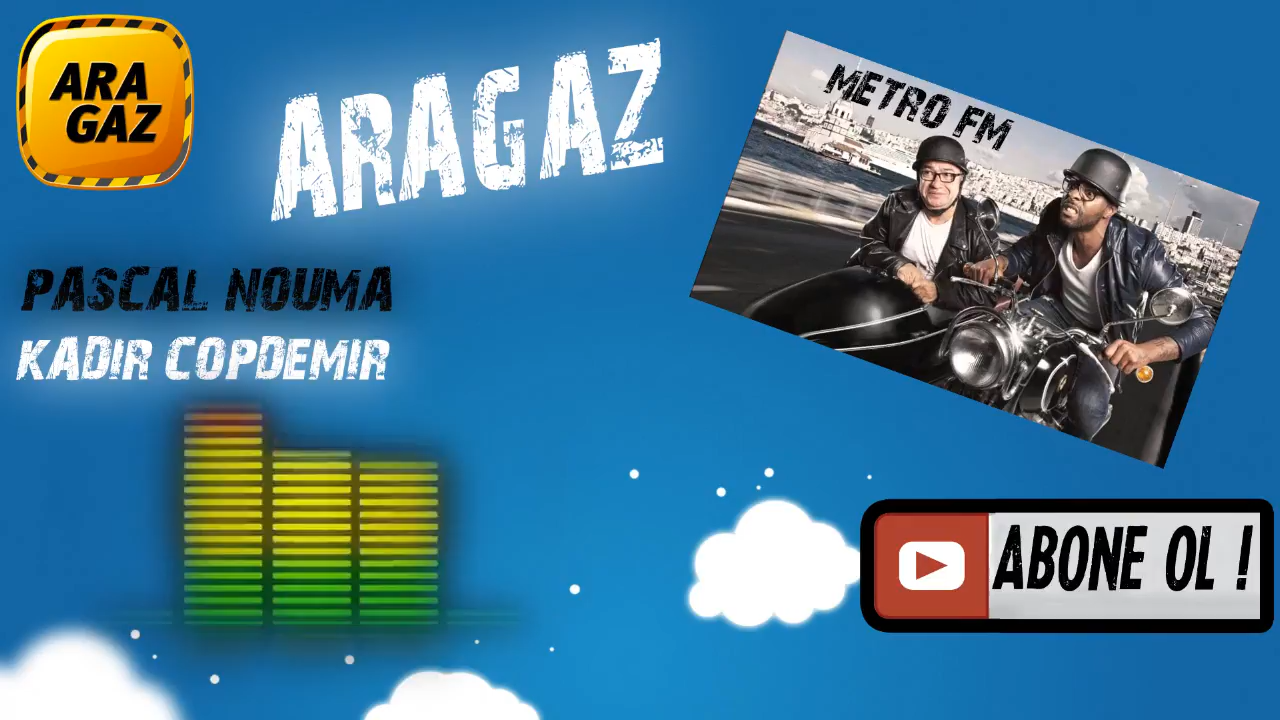 ARA
GAZ
ARAGAZ
METRO FM
PASCAL NOUMA
KADIR COPDEMIR
ABONE OL !